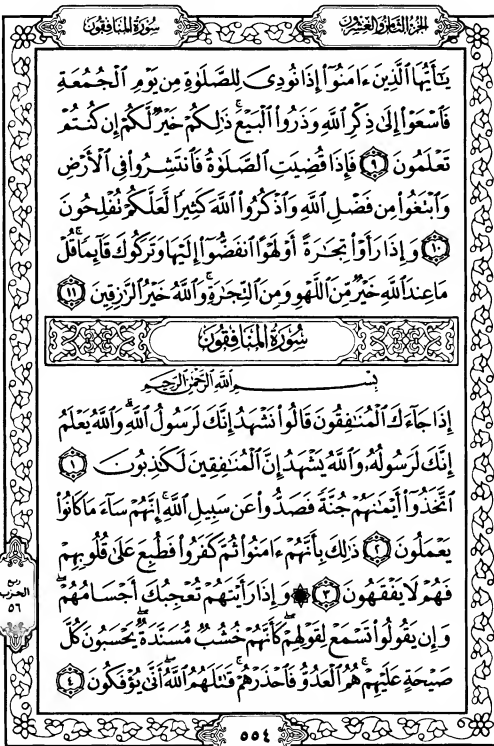 الجزء الثامن والعشرون
سورة المنافقون
يَـٰٓأَيُّهَا ٱلَّذِينَ ءَامَنُوٓا۟ إِذَا نُودِىَ لِلصَّلَوٰةِ مِن يَوْمِ ٱلْجُمُعَةِ
فَٱسْعَوْا۟ إِلَىٰ ذِكْرِ ٱللَّهِ وَذَرُوا۟ ٱلْبَيْعَ ۚ ذَٰلِكُمْ خَيْرٌ لَّكُمْ إِن كُنتُمْ
تَعْلَمُونَ ٩ فَإِذَا قُضِيَتِ ٱلصَّلَوٰةُ فَٱنتَشِرُوا۟ فِى ٱلْأَرْضِ
وَٱبْتَغُوا۟ مِن فَضْلِ ٱللَّهِ وَٱذْكُرُوا۟ ٱللَّهَ كَثِيرًا لَّعَلَّكُمْ تُفْلِحُونَ
١٠ وَإِذَا رَأَوْا۟ تِجَـٰرَةً أَوْ لَهْوًا ٱنفَضُّوٓا۟ إِلَيْهَا وَتَرَكُوكَ قَآئِمًا ۚ قُلْ
مَا عِندَ ٱللَّهِ خَيْرٌ مِّنَ ٱللَّهْوِ وَمِنَ ٱلتِّجَـٰرَةِ ۚ وَٱللَّهُ خَيْرُ ٱلرَّٰزِقِينَ ١١
سُورَةُ المُنَافِقُونَ
بِسْمِ ٱللَّهِ ٱلرَّحْمَـٰنِ ٱلرَّحِيمِ
إِذَا جَآءَكَ ٱلْمُنَـٰفِقُونَ قَالُوا۟ نَشْهَدُ إِنَّكَ لَرَسُولُ ٱللَّهِ ۗ وَٱللَّهُ يَعْلَمُ
إِنَّكَ لَرَسُولُهُۥ وَٱللَّهُ يَشْهَدُ إِنَّ ٱلْمُنَـٰفِقِينَ لَكَـٰذِبُونَ ١
ٱتَّخَذُوٓا۟ أَيْمَـٰنَهُمْ جُنَّةً فَصَدُّوا۟ عَن سَبِيلِ ٱللَّهِ ۚ إِنَّهُمْ سَآءَ مَا كَانُوا۟
يَعْمَلُونَ ٢ ذَٰلِكَ بِأَنَّهُمْ ءَامَنُوا۟ ثُمَّ كَفَرُوا۟ فَطُبِعَ عَلَىٰ قُلُوبِهِمْ
فَهُمْ لَا يَفْقَهُونَ ٣ ۞ وَإِذَا رَأَيْتَهُمْ تُعْجِبُكَ أَجْسَامُهُمْ ۖ
وَإِن يَقُولُوا۟ تَسْمَعْ لِقَوْلِهِمْ ۖ كَأَنَّهُمْ خُشُبٌ مُّسَنَّدَةٌ ۖ يَحْسَبُونَ كُلَّ
صَيْحَةٍ عَلَيْهِمْ ۚ هُمُ ٱلْعَدُوُّ فَٱحْذَرْهُمْ ۚ قَـٰتَلَهُمُ ٱللَّهُ ۖ أَنَّىٰ يُؤْفَكُونَ ٤
ربع
الحزب
٥٦
٥٥٤